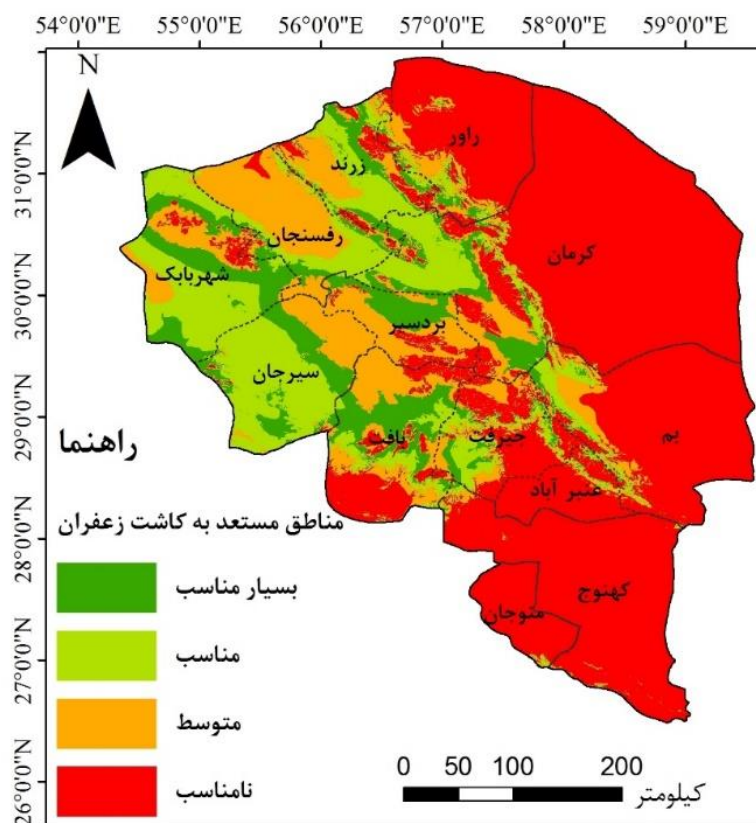 54°0'0"E 55°0'0"E 56°0'0"E 57°0'0"E 58°0'0"E 59°0'0"E
N
31°0'0"N
30°0'0"N
29°0'0"N
28°0'0"N
27°0'0"N
26°0'0"N
راور
زرند
رفسنجان
کرمان
شهربابک
بردسیر
سیرجان
بافت
جیرفت
بم
عنبر آباد
کهنوج
منوجان
راهنما
مناطق مستعد به کاشت زعفران
بسیار مناسب
مناسب
متوسط
نامناسب
0 50 100 200
کیلومتر